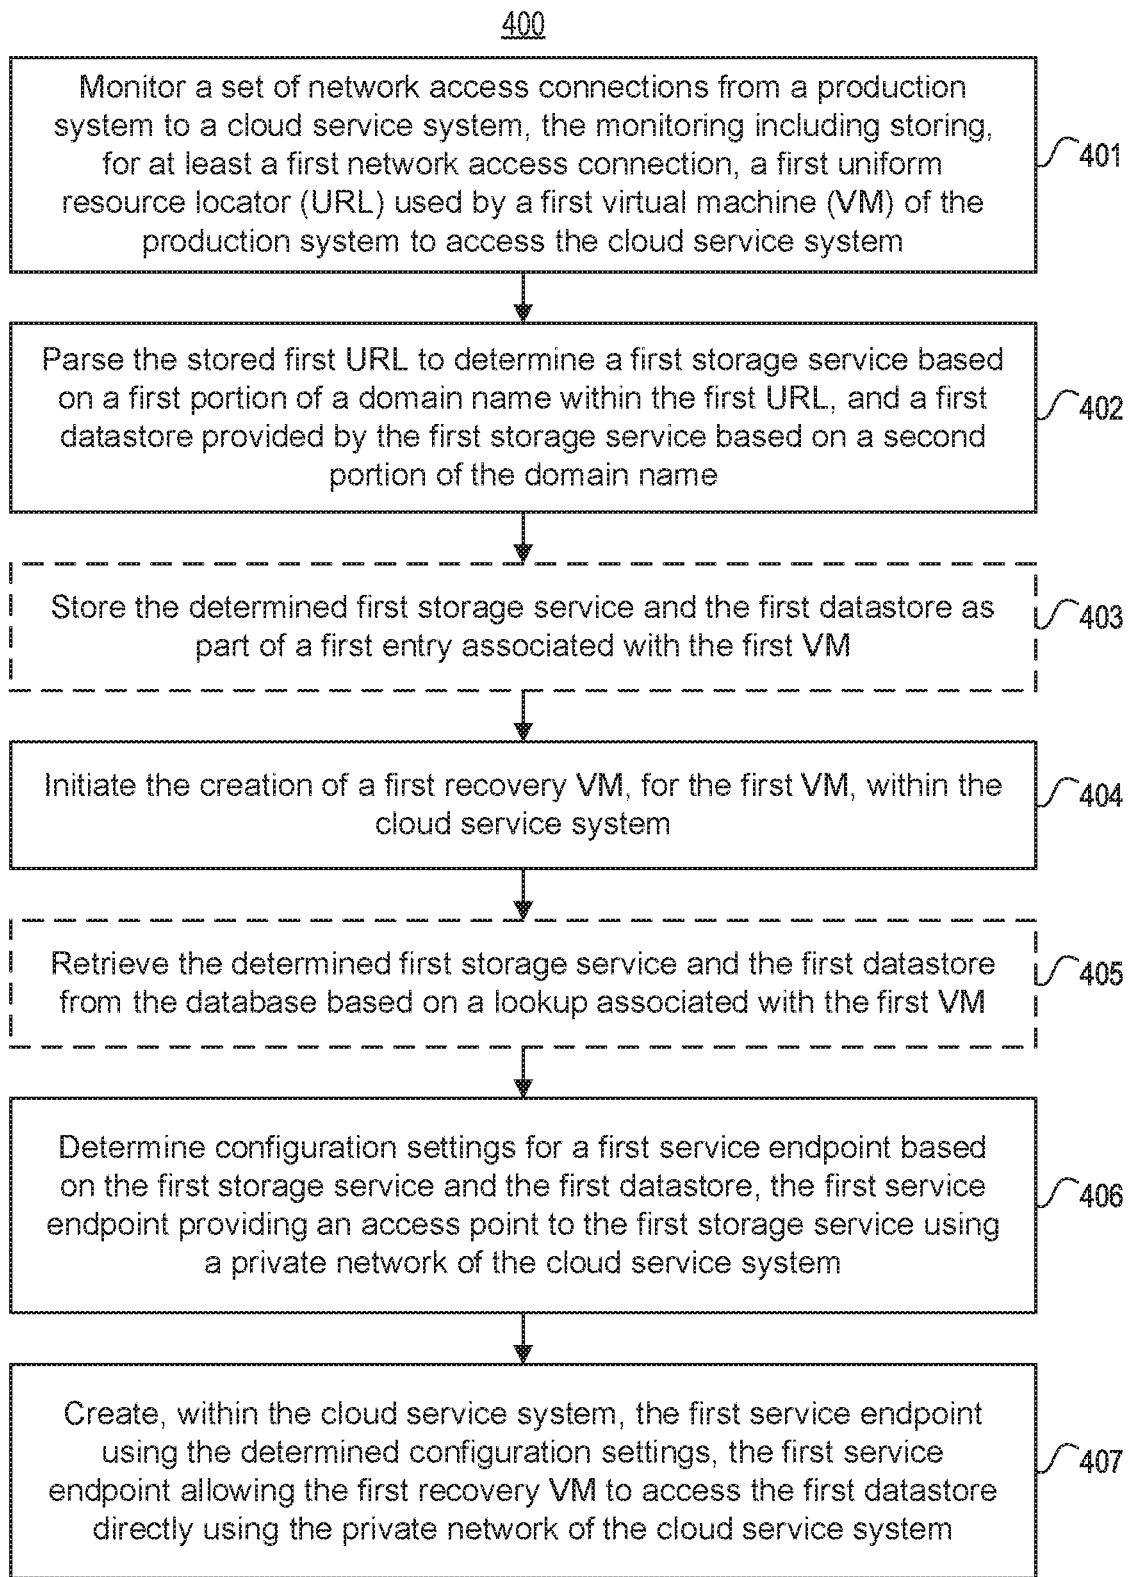 400
Monitor a set of network access connections from a production
system to a cloud service system, the monitoring including storing,
for at least a first network access connection, a first uniform
resource locator (URL) used by a first virtual machine (VM) of the
production system to access the cloud service system
401
Parse the stored first URL to determine a first storage service based
on a first portion of a domain name within the first URL, and a first
datastore provided by the first storage service based on a second
portion of the domain name
402
Store the determined first storage service and the first datastore as
part of a first entry associated with the first VM
403
Initiate the creation of a first recovery VM, for the first VM, within the
cloud service system
404
Retrieve the determined first storage service and the first datastore
from the database based on a lookup associated with the first VM
405
Determine configuration settings for a first service endpoint based
on the first storage service and the first datastore, the first service
endpoint providing an access point to the first storage service using
a private network of the cloud service system
406
Create, within the cloud service system, the first service endpoint
using the determined configuration settings, the first service
endpoint allowing the first recovery VM to access the first datastore
directly using the private network of the cloud service system
407